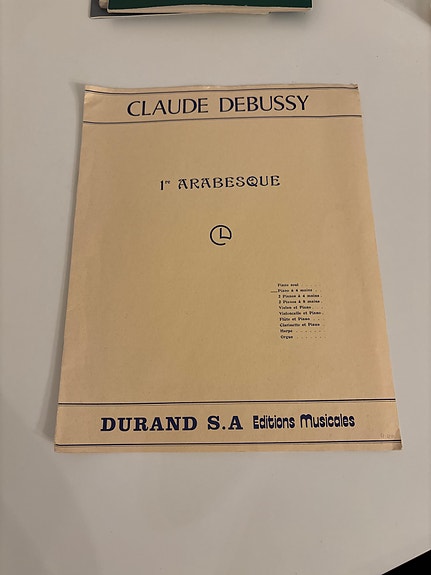 CLAUDE DEBUSSY
1re ARABESQUE
Piano seul . . . .
Piano à 4 mains . .
2 Pianos à 4 mains
2 Pianos à 8 mains
Violon et Piano .
Violoncelle et Piano .
Flûte et Piano . .
Clarinette et Piano .
Harpe . . . . . .
Orgue . . . . . .
DURAND S.A Editions Musicales